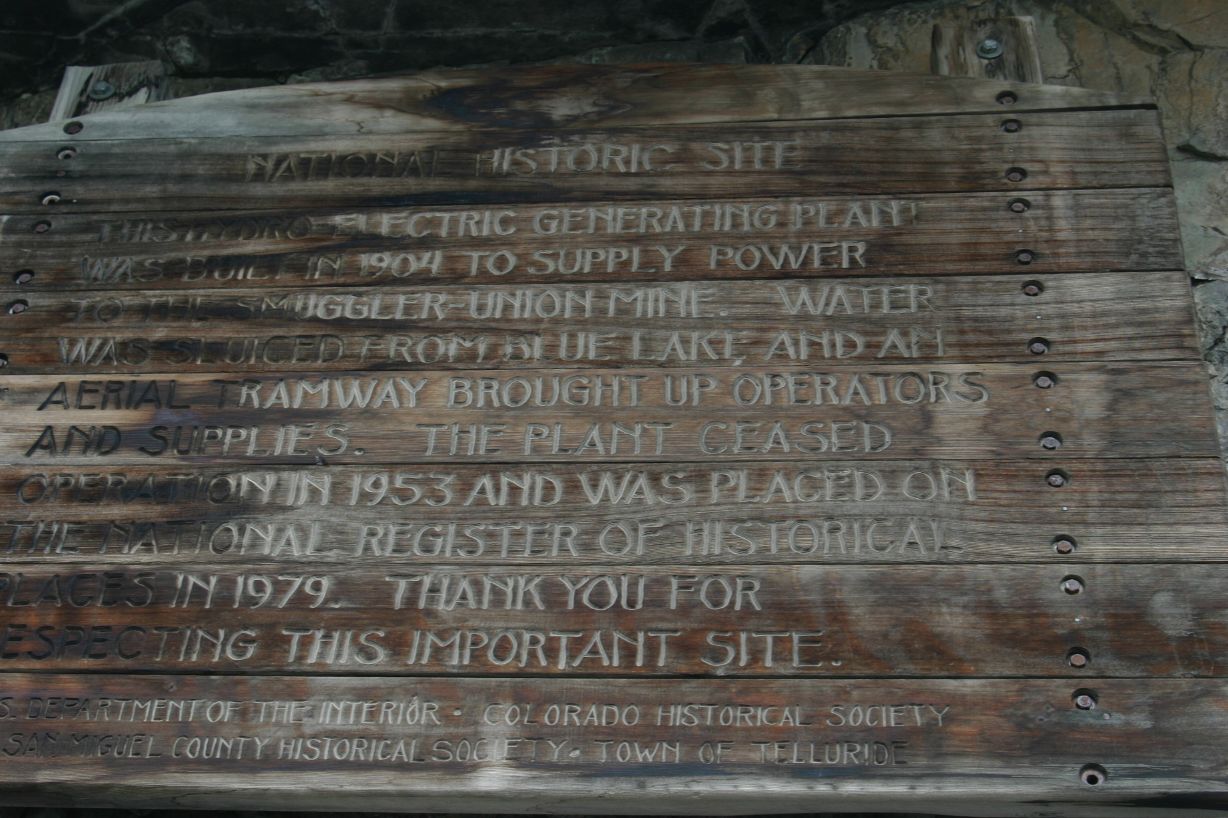 NATIONAL HISTORIC SITE
THIS HYDRO ELECTRIC GENERATING PLANT
WAS BUILT IN 1904 TO SUPPLY POWER
TO THE SMUGGLER-UNION MINE. WATER
WAS SLUICED FROM BLUE LAKE, AND AN
AERIAL TRAMWAY BROUGHT UP OPERATORS
AND SUPPLIES. THE PLANT CEASED
OPERATION IN 1953 AND WAS PLACED ON
THE NATIONAL REGISTER OF HISTORICAL
PLACES IN 1979. THANK YOU FOR
ESPECTING THIS IMPORTANT SITE.
S. DEPARTMENT OF THE INTERIOR · COLORADO HISTORICAL SOCIETY
SAN MIGUEL COUNTY HISTORICAL SOCIETY · TOWN OF TELLURIDE